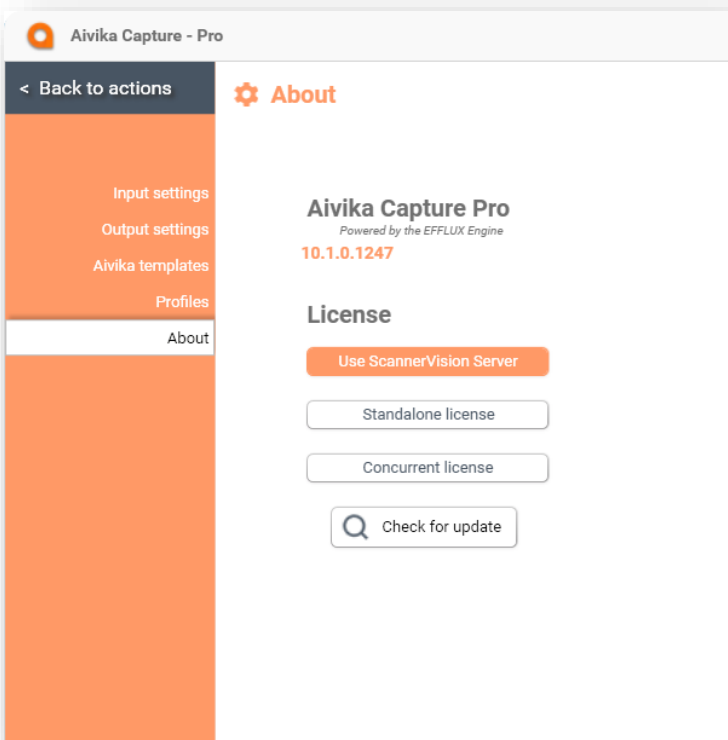 Aivika Capture - Pro
< Back to actions
About
Input settings
Output settings
Aivika templates
Profiles
About
Aivika Capture Pro
Powered by the EFFLUX Engine
10.1.0.1247
License
Use ScannerVision Server
Standalone license
Concurrent license
Check for update